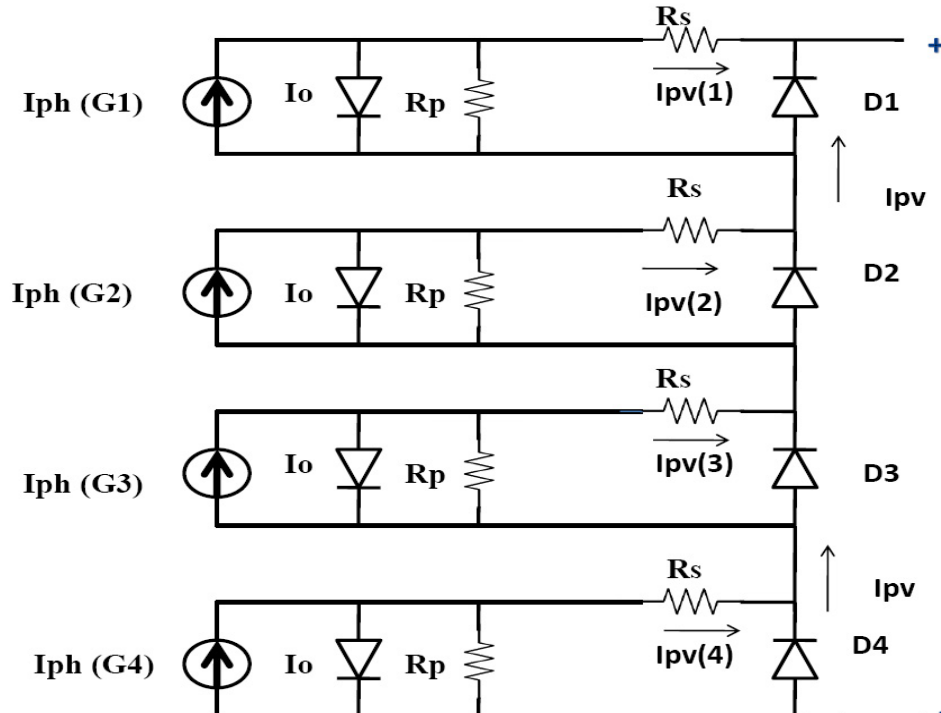 Rs
+
Iph (G1)
Io
Rp
Ipv(1)
D1
Ipv
Rs
Iph (G2)
Io
Rp
Ipv(2)
D2
Rs
Iph (G3)
Io
Rp
Ipv(3)
D3
Ipv
Rs
Iph (G4)
Io
Rp
Ipv(4)
D4